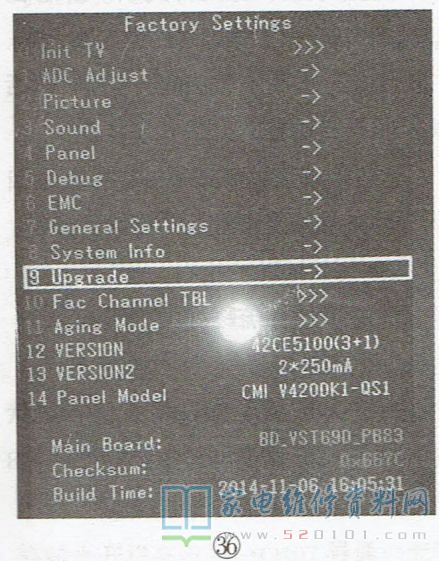 Factory Settings
0 Init TV >>>
1 ADC Adjust ->
2 Picture ->
3 Sound ->
4 Panel ->
5 Debug ->
6 EMC ->
7 General Settings ->
8 System Info ->
9 Upgrade ->
10 Fac Channel TBL >>>
11 Aging Mode >>>
12 VERSION 42CE5100(3+1)
13 VERSION2 2*250mA
14 Panel Model CMI V420DK1-QS1
Main Board: BD_VST69D_PB83
Checksum: 0x667C
Build Time: 2014-11-06 16:05:31
家电维修资料网
www.520101.com
36